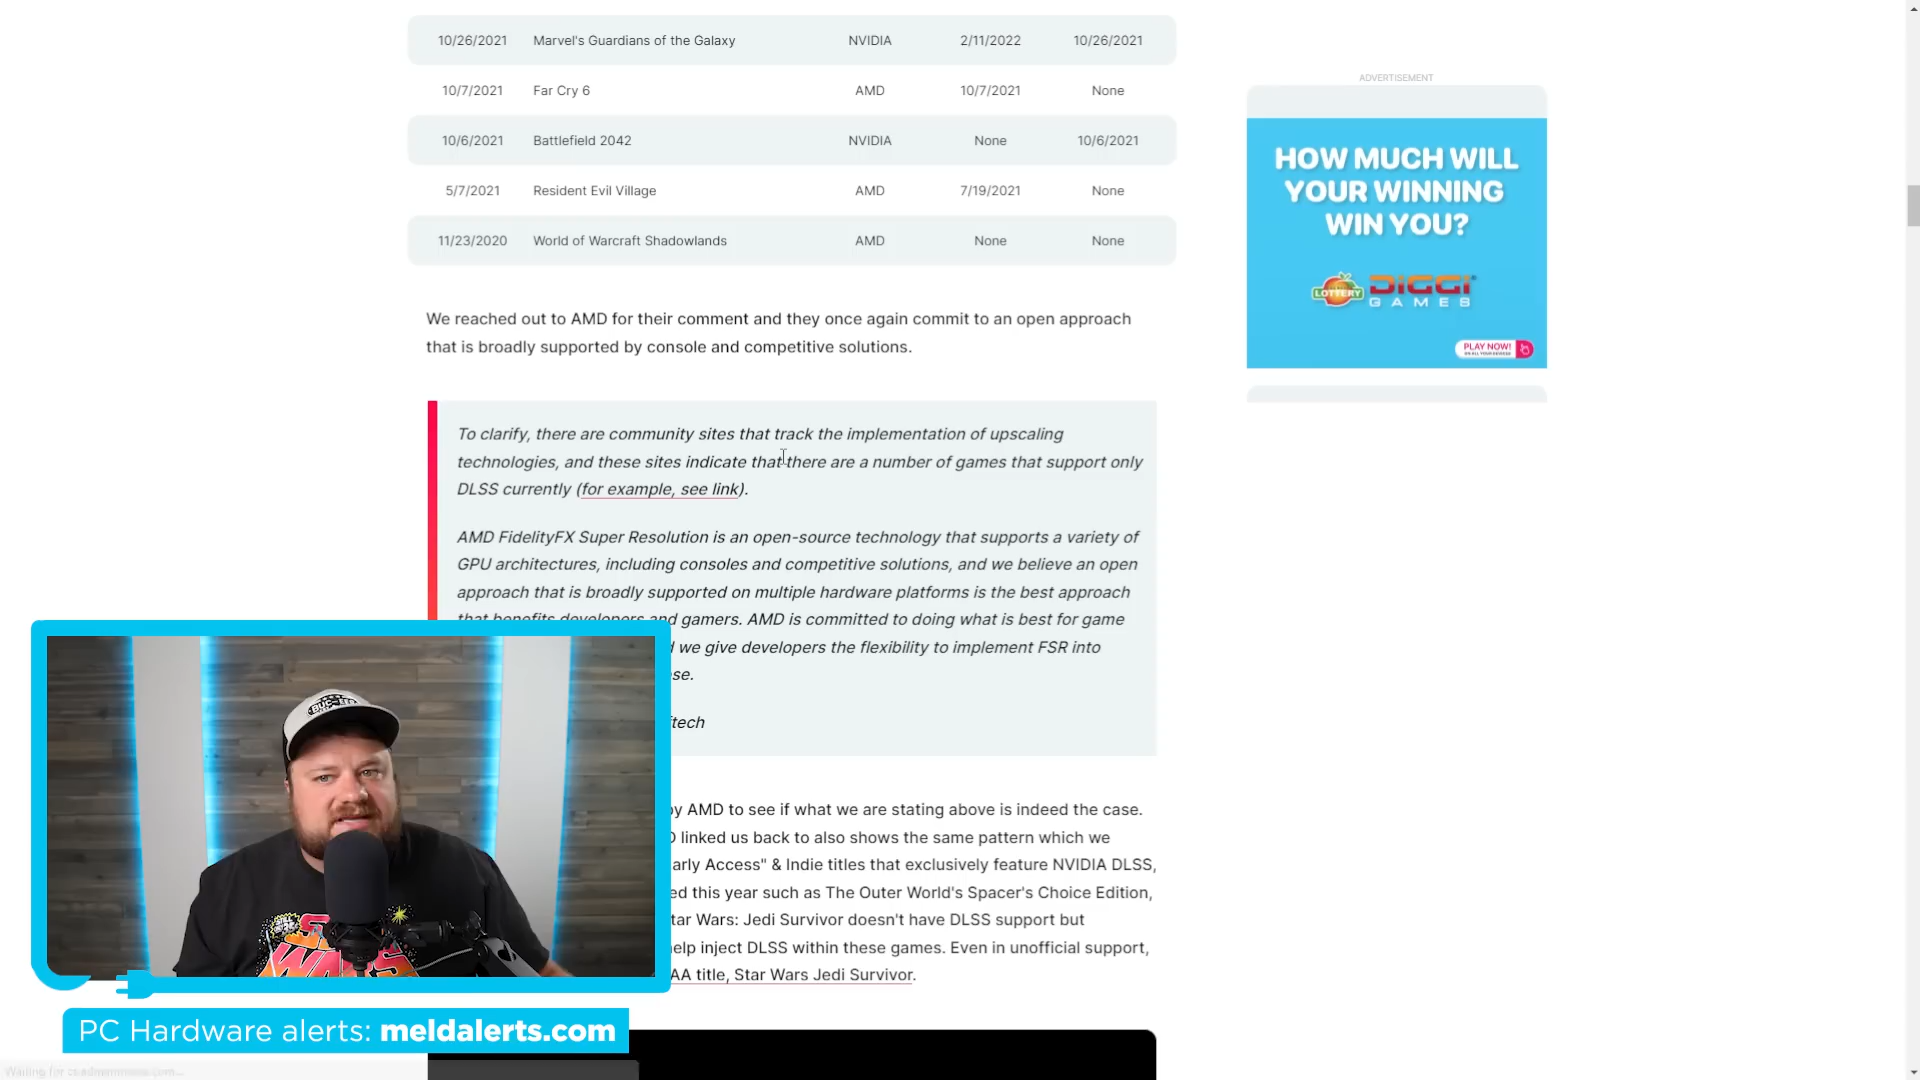 10/26/2021 Marvel's Guardians of the Galaxy NVIDIA 2/11/2022 10/26/2021
10/7/2021 Far Cry 6 AMD 10/7/2021 None
10/6/2021 Battlefield 2042 NVIDIA None 10/6/2021
5/7/2021 Resident Evil Village AMD 7/19/2021 None
11/23/2020 World of Warcraft Shadowlands AMD None None
We reached out to AMD for their comment and they once again commit to an open approach
that is broadly supported by console and competitive solutions.
To clarify, there are community sites that track the implementation of upscaling
technologies, and these sites indicate that there are a number of games that support only
DLSS currently (for example, see link).
AMD FidelityFX Super Resolution is an open-source technology that supports a variety of
GPU architectures, including consoles and competitive solutions, and we believe an open
approach that is broadly supported on multiple hardware platforms is the best approach
that benefits developers and gamers. AMD is committed to doing what is best for game
we give developers the flexibility to implement FSR into
se.
ftech
by AMD to see if what we are stating above is indeed the case.
linked us back to also shows the same pattern which we
arly Access" & Indie titles that exclusively feature NVIDIA DLSS,
ed this year such as The Outer World's Spacer's Choice Edition,
tar Wars: Jedi Survivor doesn't have DLSS support but
elp inject DLSS within these games. Even in unofficial support,
AA title, Star Wars Jedi Survivor.
ADVERTISEMENT
HOW MUCH WILL
YOUR WINNING
WIN YOU?
LOTTERY DIGGI
GAMES
PLAY NOW!
PC Hardware alerts: meldalerts.com